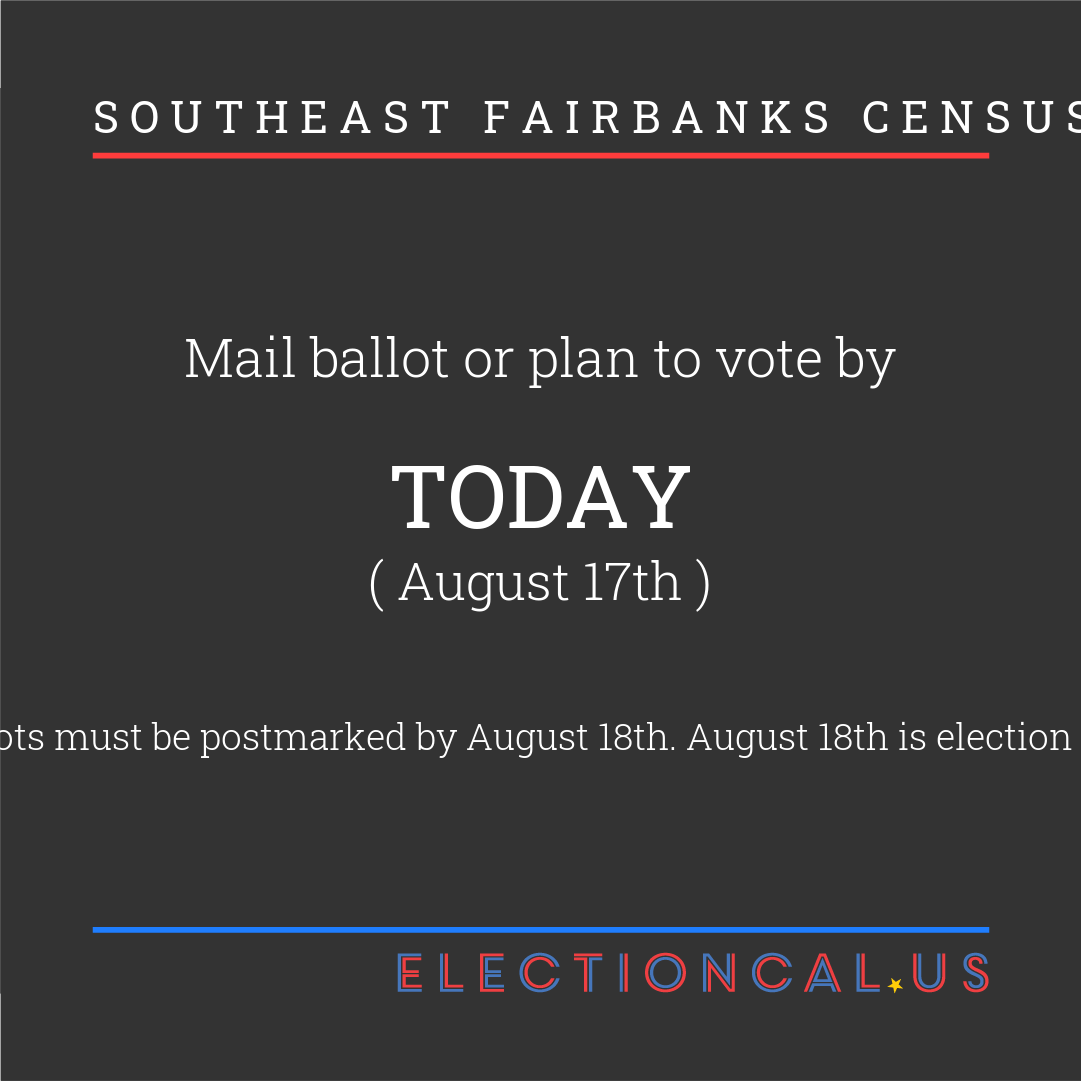 SOUTHEAST FAIRBANKS CENSUS
Mail ballot or plan to vote by
TODAY
( August 17th )
ots must be postmarked by August 18th. August 18th is election
ELECTIONCAL.US